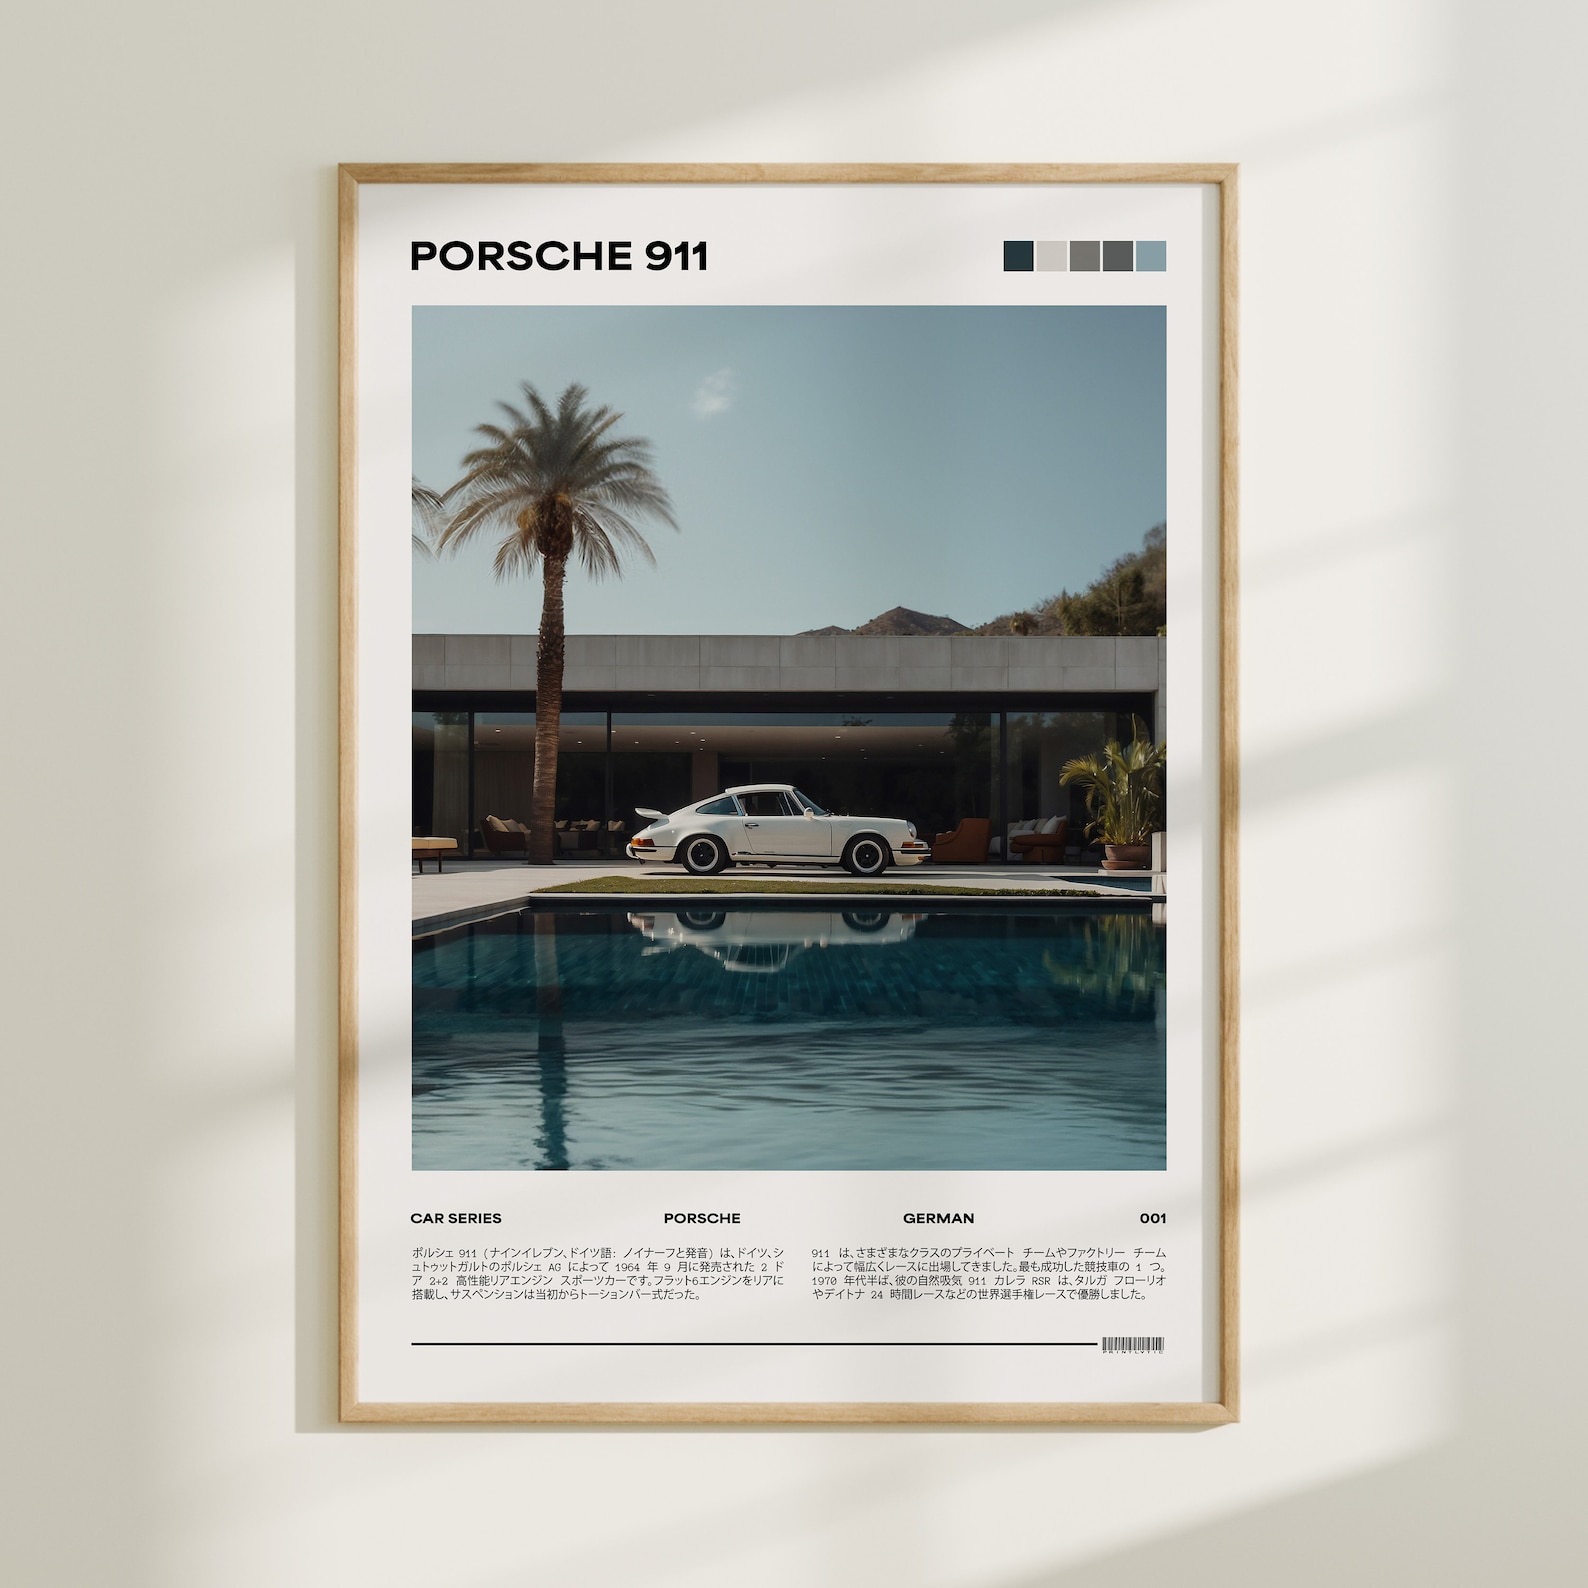 PORSCHE 911
CAR SERIES
PORSCHE
GERMAN
001
ポルシェ 911 (ナインイレブン、ドイツ語: ノイナーフと発音) は、ドイツ、シ
ュトゥットガルトのポルシェ AG によって 1964 年 9 月に発売された 2 ド
ア 2+2 高性能リアエンジン スポーツカーです。フラット6エンジンをリアに
搭載し、サスペンションは当初からトーションバー式だった。
911 は、さまざまなクラスのプライベート チームやファクトリー チーム
によって幅広くレースに出場してきました。最も成功した競技車の 1 つ。
1970 年代半ば、彼の自然吸気 911 カレラ RSR は、タルガ フローリオ
やデイトナ 24 時間レースなどの世界選手権レースで優勝しました。
PRINTLYTIC